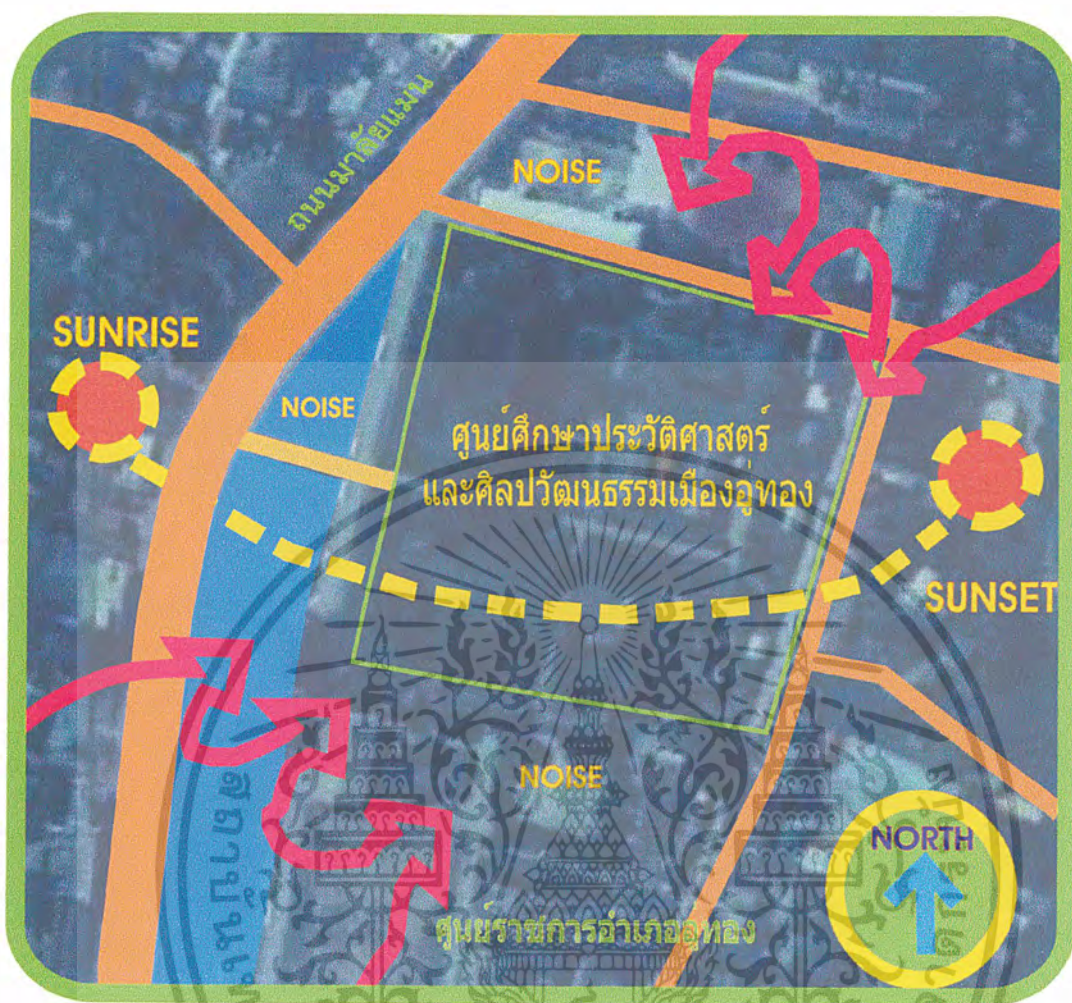 ถนนมาลัยแมน
NOISE
SUNRISE
NOISE
ศูนย์ศึกษาประวัติศาสตร์
และศิลปวัฒนธรรมเมืองอู่ทอง
SUNSET
NOISE
NORTH
ศูนย์ราชการอำเภออู่ทอง